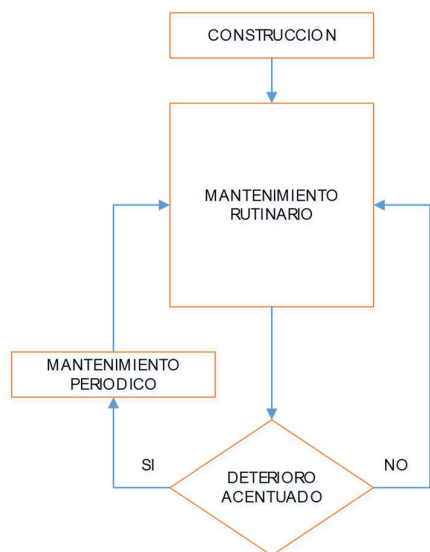 CONSTRUCCION
MANTENIMIENTO
RUTINARIO
MANTENIMIENTO
PERIODICO
SI
DETERIORO
ACENTUADO
NO